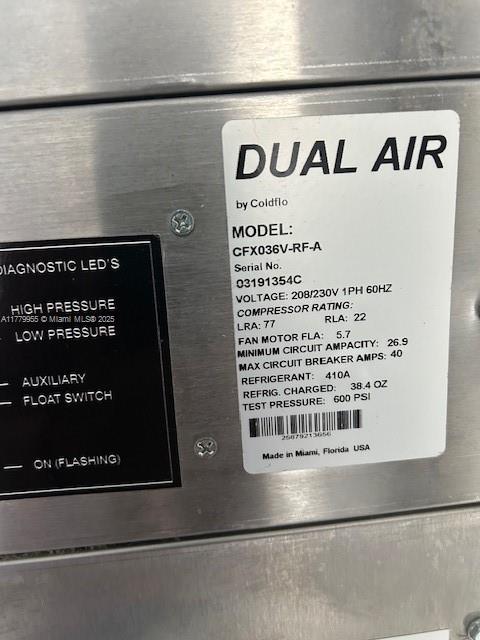 DIAGNOSTIC LED'S
HIGH PRESSURE
A11779955 © Miami MLS® 2025
LOW PRESSURE
AUXILIARY
FLOAT SWITCH
ON (FLASHING)
DUAL AIR
by Coldflo
MODEL:
CFX036V-RF-A
Serial No.
03191354C
VOLTAGE: 208/230V 1PH 60HZ
COMPRESSOR RATING:
LRA: 77 RLA: 22
FAN MOTOR FLA: 5.7
MINIMUM CIRCUIT AMPACITY: 26.9
MAX CIRCUIT BREAKER AMPS: 40
REFRIGERANT: 410A
REFRIG. CHARGED: 38.4 OZ
TEST PRESSURE: 600 PSI
25879213656
Made in Miami, Florida USA